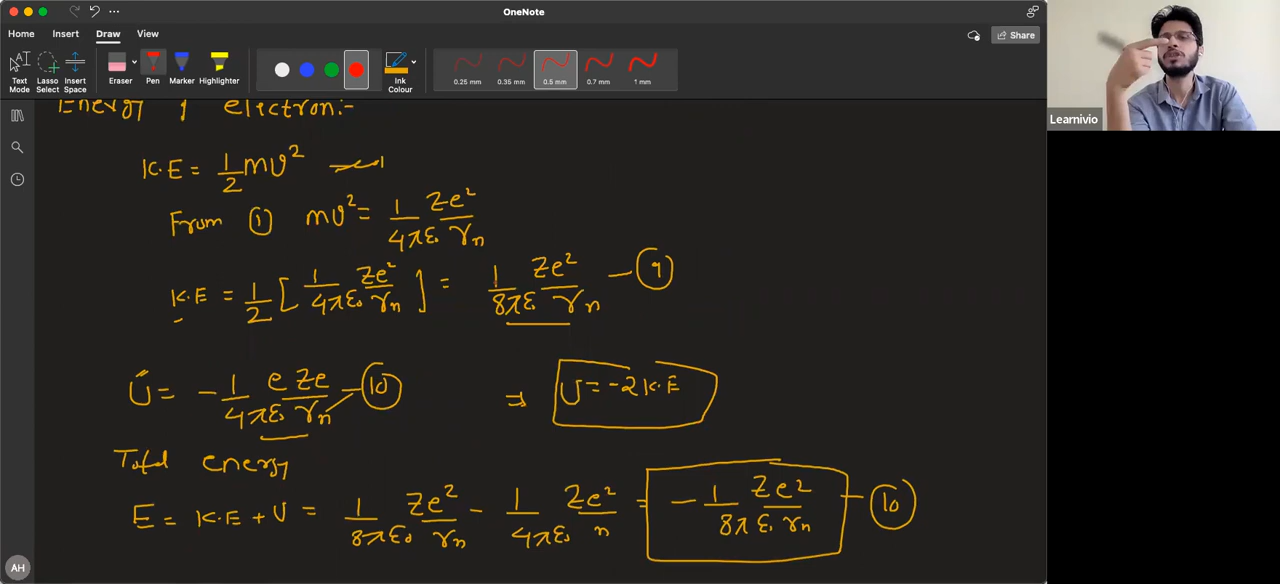 OneNote
Home Insert Draw View
Share
Text Mode Lasso Select Insert Space Eraser Pen Marker Highlighter Ink Colour 0.25 mm 0.35 mm 0.5 mm 0.7 mm 1 mm
Learnivio
Energy of electron:-
K.E = 1/2 mv²
From ① mv² = 1/4πε₀ Ze²/rₙ
K.E = 1/2 [ 1/4πε₀ Ze²/rₙ ] = 1/8πε₀ Ze²/rₙ — ⑨
U = - 1/4πε₀ e Ze/rₙ — ⑩ ⇒ U = -2 K.E
Total energy
E = K.E + U = 1/8πε₀ Ze²/rₙ - 1/4πε₀ Ze²/n = - 1/8πε₀ Ze²/rₙ — ⑩
AH